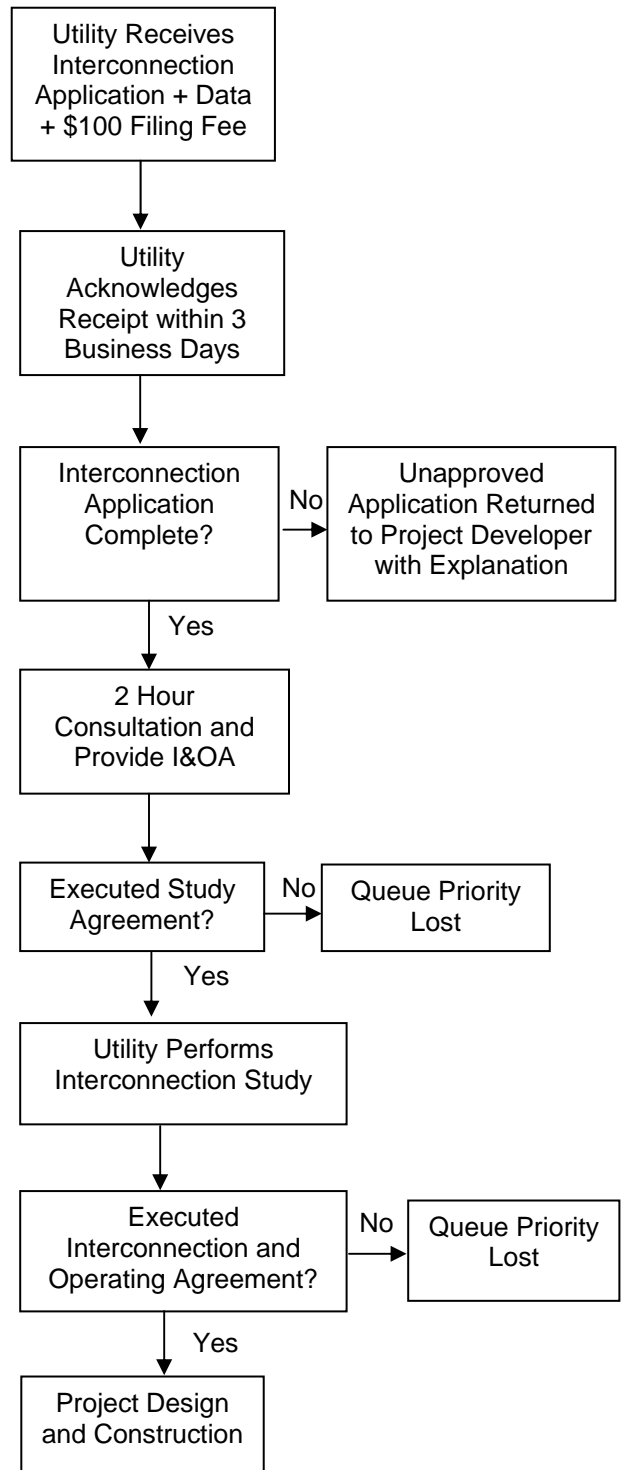 Utility Receives
Interconnection
Application + Data
+ $100 Filing Fee
Utility
Acknowledges
Receipt within 3
Business Days
Interconnection
Application
Complete?
No
Unapproved
Application Returned
to Project Developer
with Explanation
Yes
2 Hour
Consultation and
Provide I&OA
Executed Study
Agreement?
No
Queue Priority
Lost
Yes
Utility Performs
Interconnection Study
Executed
Interconnection and
Operating Agreement?
No
Queue Priority
Lost
Yes
Project Design
and Construction